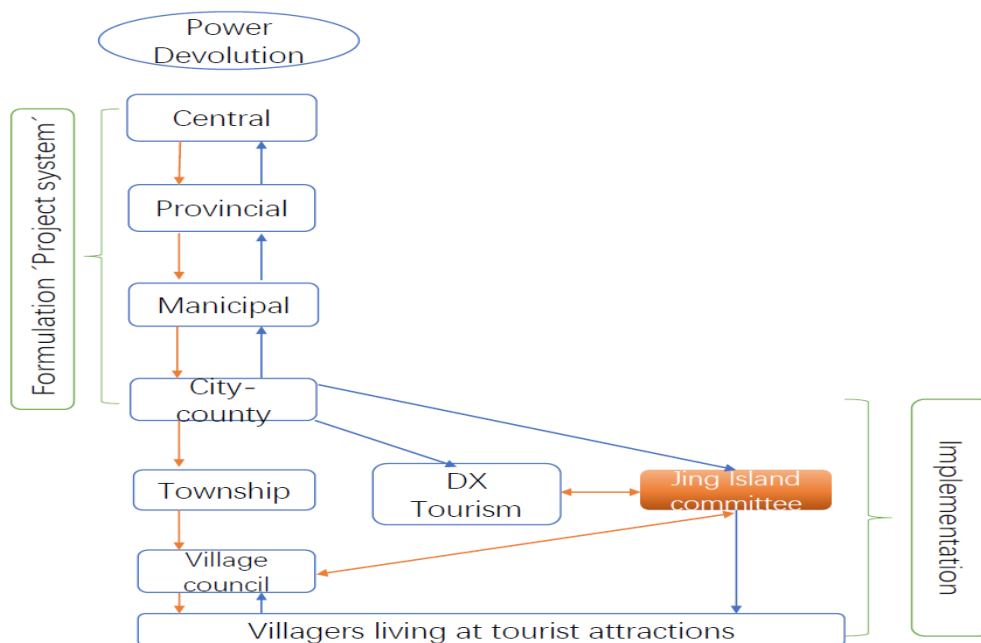 Power
Devolution
Central
Provincial
Manicipal
City-
county
Township
Village
council
DX
Tourism
Jing Island
committee
Villagers living at tourist attractions
Formulation ´Project system´
Implementation